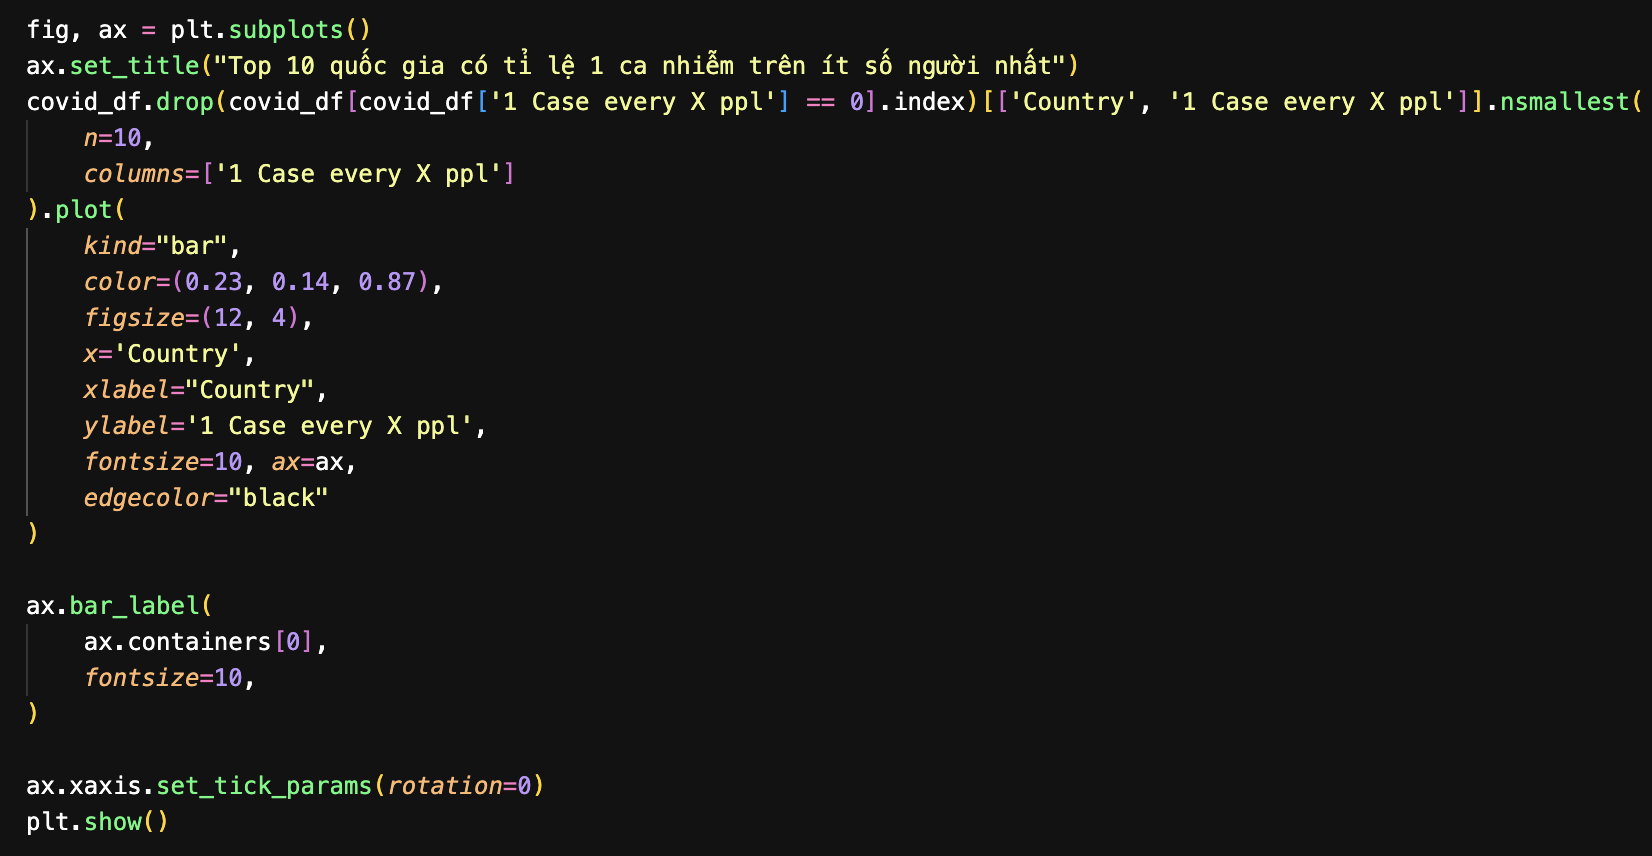 fig, ax = plt.subplots()
ax.set_title("Top 10 quốc gia có tỉ lệ 1 ca nhiễm trên ít số người nhất")
covid_df.drop(covid_df[covid_df['1 Case every X ppl'] == 0].index)[['Country', '1 Case every X ppl']].nsmallest(
    n=10,
    columns=['1 Case every X ppl']
).plot(
    kind="bar",
    color=(0.23, 0.14, 0.87),
    figsize=(12, 4),
    x='Country',
    xlabel="Country",
    ylabel='1 Case every X ppl',
    fontsize=10, ax=ax,
    edgecolor="black"
)
ax.bar_label(
    ax.containers[0],
    fontsize=10,
)
ax.xaxis.set_tick_params(rotation=0)
plt.show()